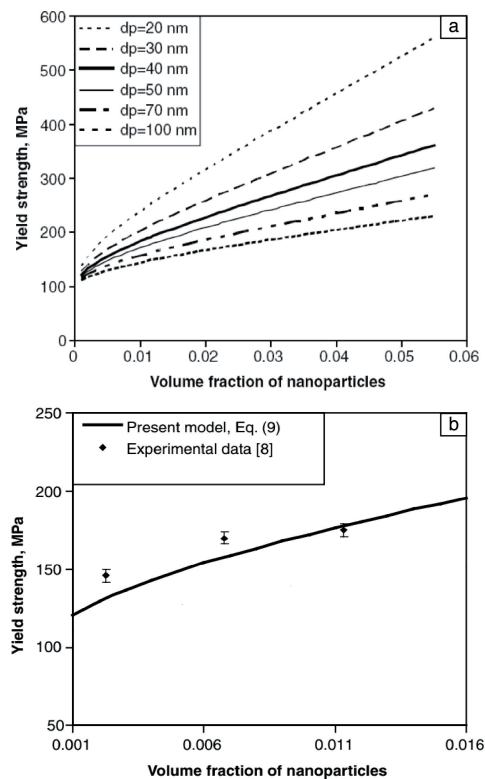 600
500
400
300
200
100
0
Yield strength, MPa
a
dp=20 nm
dp=30 nm
dp=40 nm
dp=50 nm
dp=70 nm
dp=100 nm
0 0.01 0.02 0.03 0.04 0.05 0.06
Volume fraction of nanoparticles
250
200
150
100
50
Yield strength, MPa
b
Present model, Eq. (9)
Experimental data [8]
0.001 0.006 0.011 0.016
Volume fraction of nanoparticles